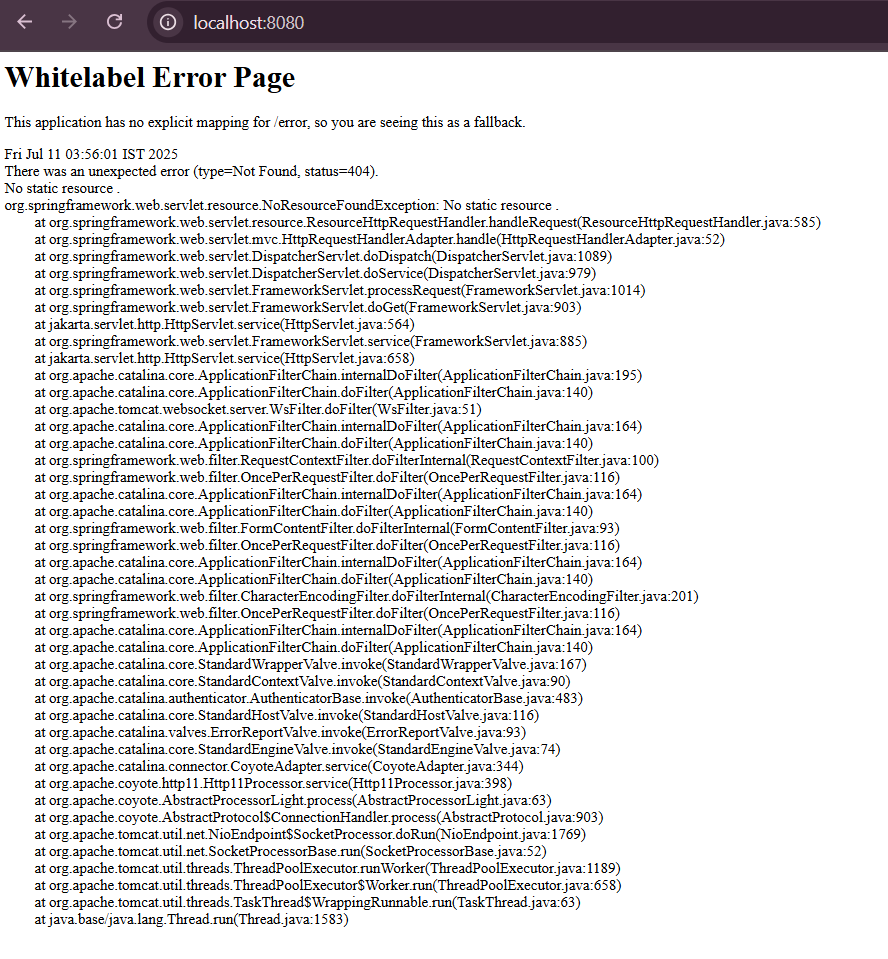 localhost:8080
Whitelabel Error Page
This application has no explicit mapping for /error, so you are seeing this as a fallback.
Fri Jul 11 03:56:01 IST 2025
There was an unexpected error (type=Not Found, status=404).
No static resource .
org.springframework.web.servlet.resource.NoResourceFoundException: No static resource .
at org.springframework.web.servlet.resource.ResourceHttpRequestHandler.handleRequest(ResourceHttpRequestHandler.java:585)
at org.springframework.web.servlet.mvc.HttpRequestHandlerAdapter.handle(HttpRequestHandlerAdapter.java:52)
at org.springframework.web.servlet.DispatcherServlet.doDispatch(DispatcherServlet.java:1089)
at org.springframework.web.servlet.DispatcherServlet.doService(DispatcherServlet.java:979)
at org.springframework.web.servlet.FrameworkServlet.processRequest(FrameworkServlet.java:1014)
at org.springframework.web.servlet.FrameworkServlet.doGet(FrameworkServlet.java:903)
at jakarta.servlet.http.HttpServlet.service(HttpServlet.java:564)
at org.springframework.web.servlet.FrameworkServlet.service(FrameworkServlet.java:885)
at jakarta.servlet.http.HttpServlet.service(HttpServlet.java:658)
at org.apache.catalina.core.ApplicationFilterChain.internalDoFilter(ApplicationFilterChain.java:195)
at org.apache.catalina.core.ApplicationFilterChain.doFilter(ApplicationFilterChain.java:140)
at org.apache.tomcat.websocket.server.WsFilter.doFilter(WsFilter.java:51)
at org.apache.catalina.core.ApplicationFilterChain.internalDoFilter(ApplicationFilterChain.java:164)
at org.apache.catalina.core.ApplicationFilterChain.doFilter(ApplicationFilterChain.java:140)
at org.springframework.web.filter.RequestContextFilter.doFilterInternal(RequestContextFilter.java:100)
at org.springframework.web.filter.OncePerRequestFilter.doFilter(OncePerRequestFilter.java:116)
at org.apache.catalina.core.ApplicationFilterChain.internalDoFilter(ApplicationFilterChain.java:164)
at org.apache.catalina.core.ApplicationFilterChain.doFilter(ApplicationFilterChain.java:140)
at org.springframework.web.filter.FormContentFilter.doFilterInternal(FormContentFilter.java:93)
at org.springframework.web.filter.OncePerRequestFilter.doFilter(OncePerRequestFilter.java:116)
at org.apache.catalina.core.ApplicationFilterChain.internalDoFilter(ApplicationFilterChain.java:164)
at org.apache.catalina.core.ApplicationFilterChain.doFilter(ApplicationFilterChain.java:140)
at org.springframework.web.filter.CharacterEncodingFilter.doFilterInternal(CharacterEncodingFilter.java:201)
at org.springframework.web.filter.OncePerRequestFilter.doFilter(OncePerRequestFilter.java:116)
at org.apache.catalina.core.ApplicationFilterChain.internalDoFilter(ApplicationFilterChain.java:164)
at org.apache.catalina.core.ApplicationFilterChain.doFilter(ApplicationFilterChain.java:140)
at org.apache.catalina.core.StandardWrapperValve.invoke(StandardWrapperValve.java:167)
at org.apache.catalina.core.StandardContextValve.invoke(StandardContextValve.java:90)
at org.apache.catalina.authenticator.AuthenticatorBase.invoke(AuthenticatorBase.java:483)
at org.apache.catalina.core.StandardHostValve.invoke(StandardHostValve.java:116)
at org.apache.catalina.valves.ErrorReportValve.invoke(ErrorReportValve.java:93)
at org.apache.catalina.core.StandardEngineValve.invoke(StandardEngineValve.java:74)
at org.apache.catalina.connector.CoyoteAdapter.service(CoyoteAdapter.java:344)
at org.apache.coyote.http11.Http11Processor.service(Http11Processor.java:398)
at org.apache.coyote.AbstractProcessorLight.process(AbstractProcessorLight.java:63)
at org.apache.coyote.AbstractProtocol$ConnectionHandler.process(AbstractProtocol.java:903)
at org.apache.tomcat.util.net.NioEndpoint$SocketProcessor.doRun(NioEndpoint.java:1769)
at org.apache.tomcat.util.net.SocketProcessorBase.run(SocketProcessorBase.java:52)
at org.apache.tomcat.util.threads.ThreadPoolExecutor.runWorker(ThreadPoolExecutor.java:1189)
at org.apache.tomcat.util.threads.ThreadPoolExecutor$Worker.run(ThreadPoolExecutor.java:658)
at org.apache.tomcat.util.threads.TaskThread$WrappingRunnable.run(TaskThread.java:63)
at java.base/java.lang.Thread.run(Thread.java:1583)